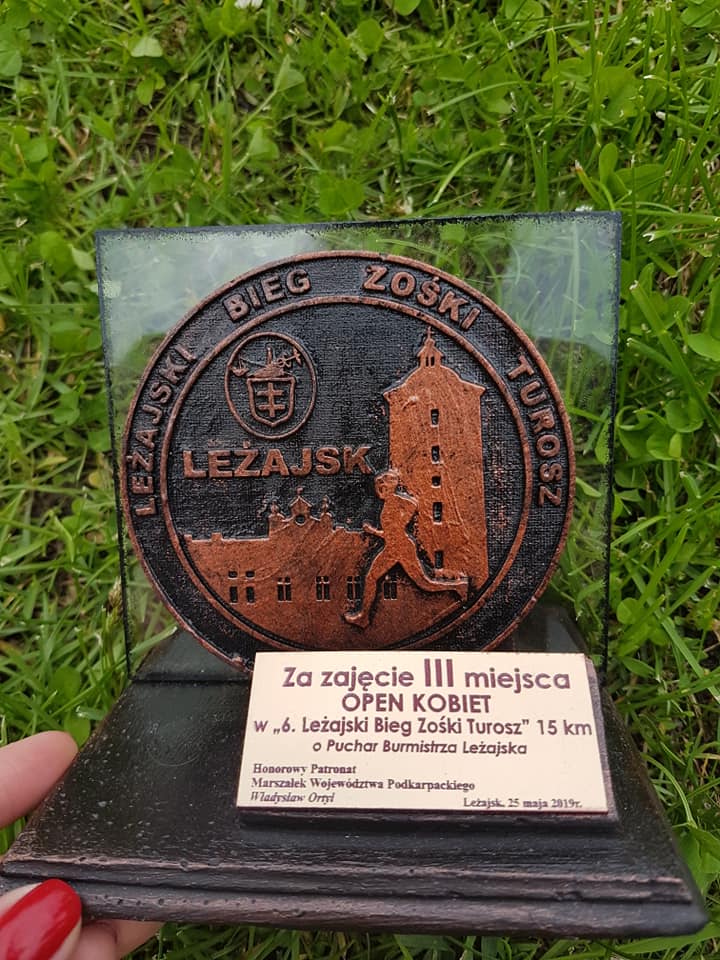 LEŻAJSKI BIEG ZOŚKI TUROSZ
LEŻAJSK
Za zajęcie III miejsca
OPEN KOBIET
w „6. Leżajski Bieg Zośki Turosz” 15 km
o Puchar Burmistrza Leżajska
Honorowy Patronat
Marszałek Województwa Podkarpackiego
Władysław Ortyl
Leżajsk, 25 maja 2019r.